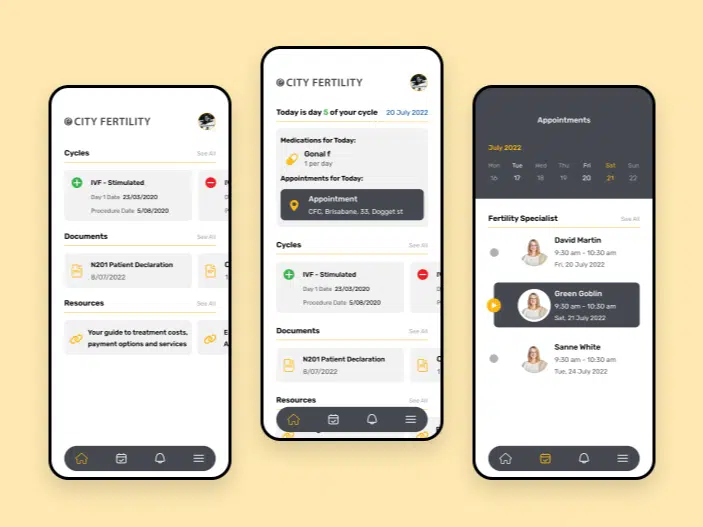 CITY FERTILITY
Cycles
See All
IVF - Stimulated
Day 1 Date 23/03/2020
Procedure Date 5/08/2020
Documents
See All
N201 Patient Declaration
8/07/2022
Resources
See All
Your guide to treatment costs,
payment options and services
CITY FERTILITY
Today is day 5 of your cycle
20 July 2022
Medications for Today:
Gonal f
1 per day
Appointments for Today:
Appointment
CFC, Brisabane, 33, Dogget st
Cycles
See All
IVF - Stimulated
Day 1 Date 23/03/2020
Procedure Date 5/08/2020
Documents
See All
N201 Patient Declaration
8/07/2022
Resources
See All
Appointments
July 2022
Mon Tue Wed Thu Fri Sat Sun
16 17 18 19 20 21 22
Fertility Specialist
See All
David Martin
9:30 am - 10:30 am
Fri, 20 July 2022
Green Goblin
9:30 am - 10:30 am
Sat, 21 July 2022
Sanne White
9:30 am - 10:30 am
Tue, 24 July 2022